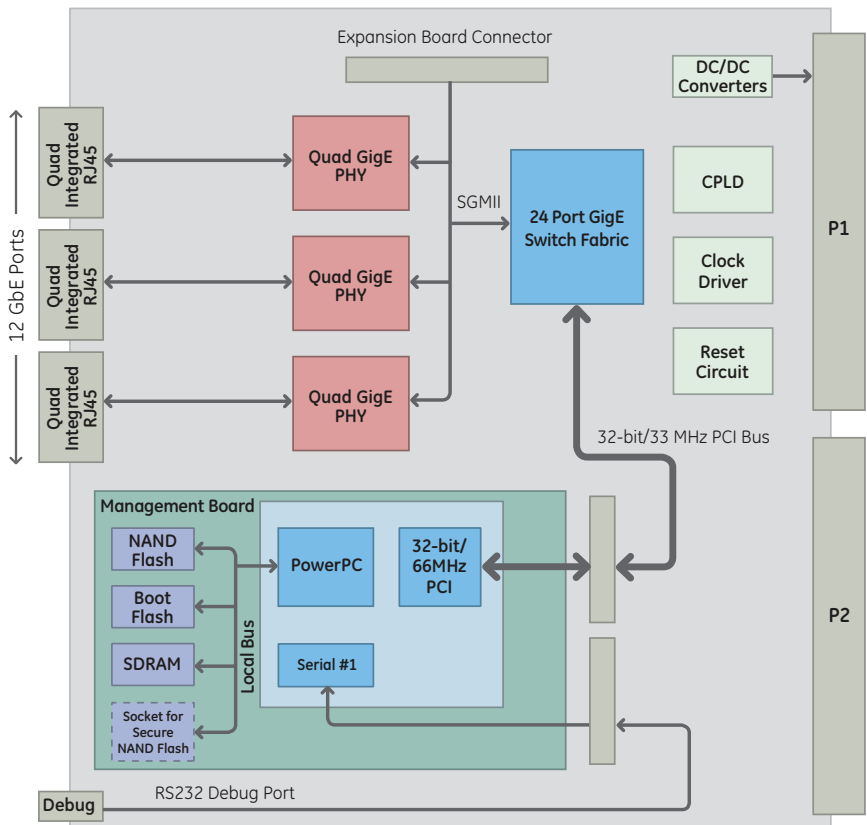 Expansion Board Connector
DC/DC
Converters
Quad
Integrated
RJ45
Quad GigE
PHY
SGMII
24 Port GigE
Switch Fabric
CPLD
P1
12 GbE Ports
Quad
Integrated
RJ45
Quad GigE
PHY
Clock
Driver
Quad
Integrated
RJ45
Quad GigE
PHY
Reset
Circuit
32-bit/33 MHz PCI Bus
Management Board
NAND
Flash
PowerPC
32-bit/
66MHz
PCI
Boot
Flash
Local Bus
P2
SDRAM
Serial #1
Socket for
Secure
NAND Flash
RS232 Debug Port
Debug